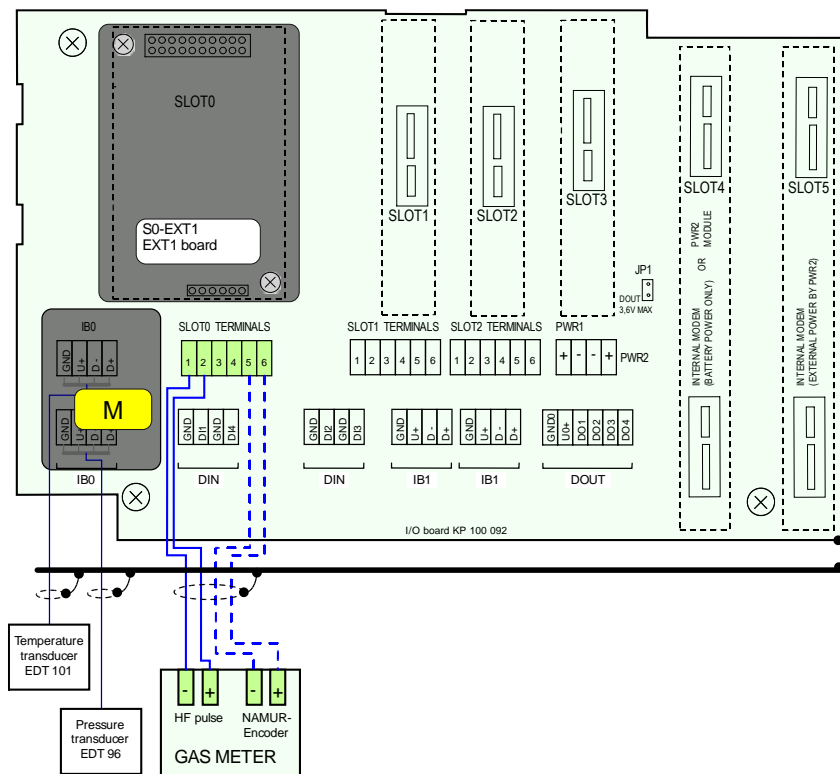 SLOT0
S0-EXT1
EXT1 board
SLOT1
SLOT2
SLOT3
SLOT4
SLOT5
INTERNAL MODEM
(BATTERY POWER ONLY)
OR
PWR2
MODULE
INTERNAL MODEM
(EXTERNAL POWER BY PWR2)
JP1
DOUT
3,6V MAX
IB0
GND U+ D - D+
M
GND U+ D D+
IB0
SLOT0 TERMINALS
1 2 3 4 5 6
SLOT1 TERMINALS
1 2 3 4 5 6
SLOT2 TERMINALS
1 2 3 4 5 6
PWR1
+ - - +
PWR2
GND DI1 GND DI4
DIN
GND DI2 GND DI3
DIN
GND U+ D - D+
IB1
GND U+ D - D+
IB1
GND0 U0+ DO1 DO2 DO3 DO4
DOUT
I/O board KP 100 092
Temperature
transducer
EDT 101
Pressure
transducer
EDT 96
- + - +
HF pulse
NAMUR-
Encoder
GAS METER